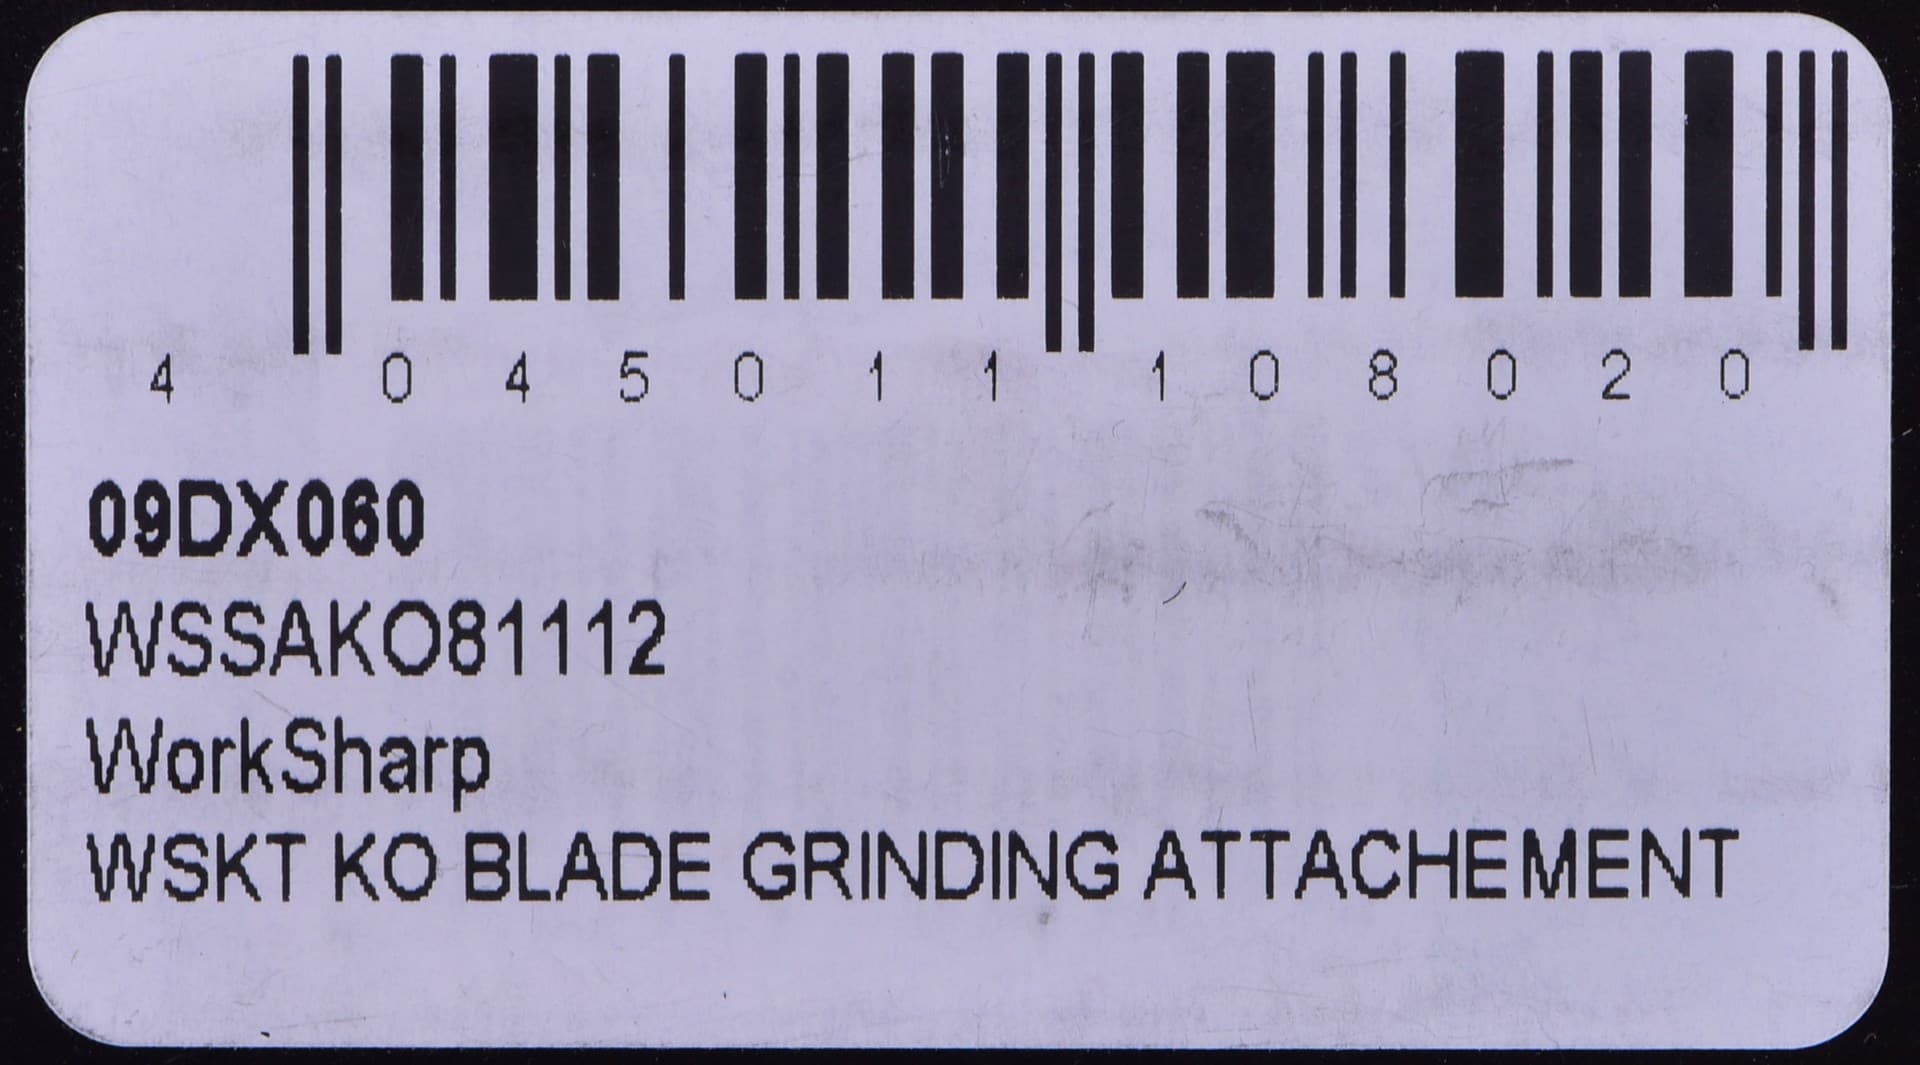 4 045011 108020
09DX060
WSSAKO81112
WorkSharp
WSKT KO BLADE GRINDING ATTACHEMENT